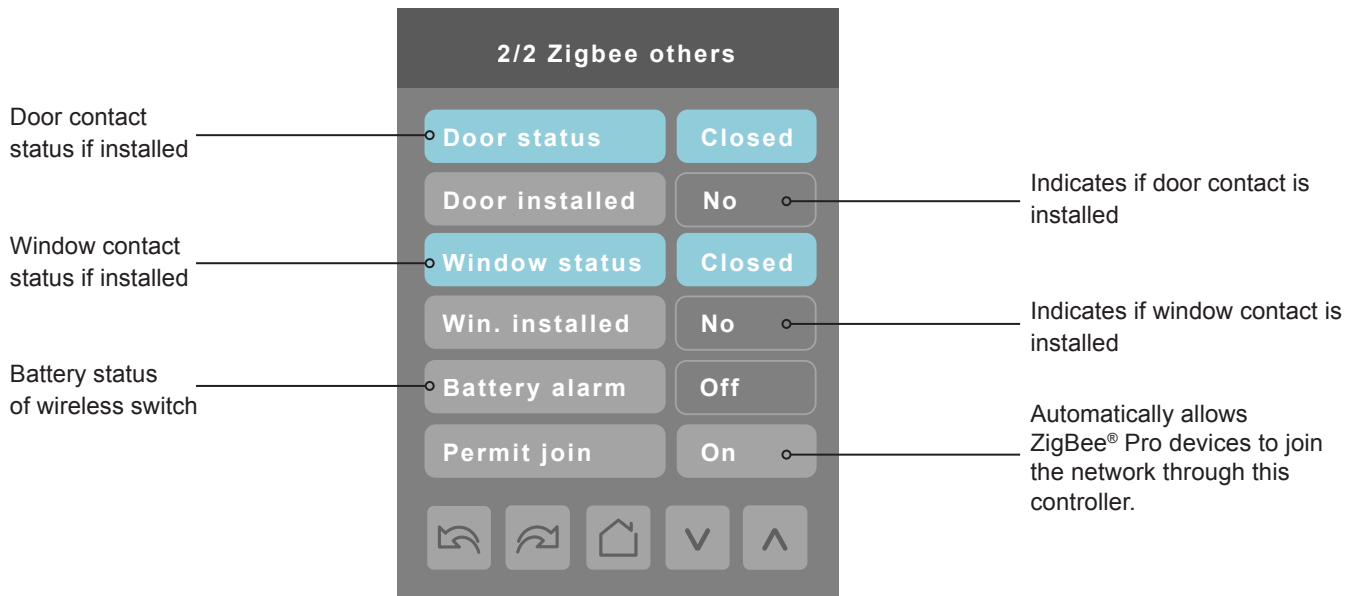 2/2 Zigbee others
Door contact
status if installed
Door status Closed
Door installed No
Indicates if door contact is
installed
Window contact
status if installed
Window status Closed
Win. installed No
Indicates if window contact is
installed
Battery status
of wireless switch
Battery alarm Off
Permit join On
Automatically allows
ZigBee® Pro devices to join
the network through this
controller.